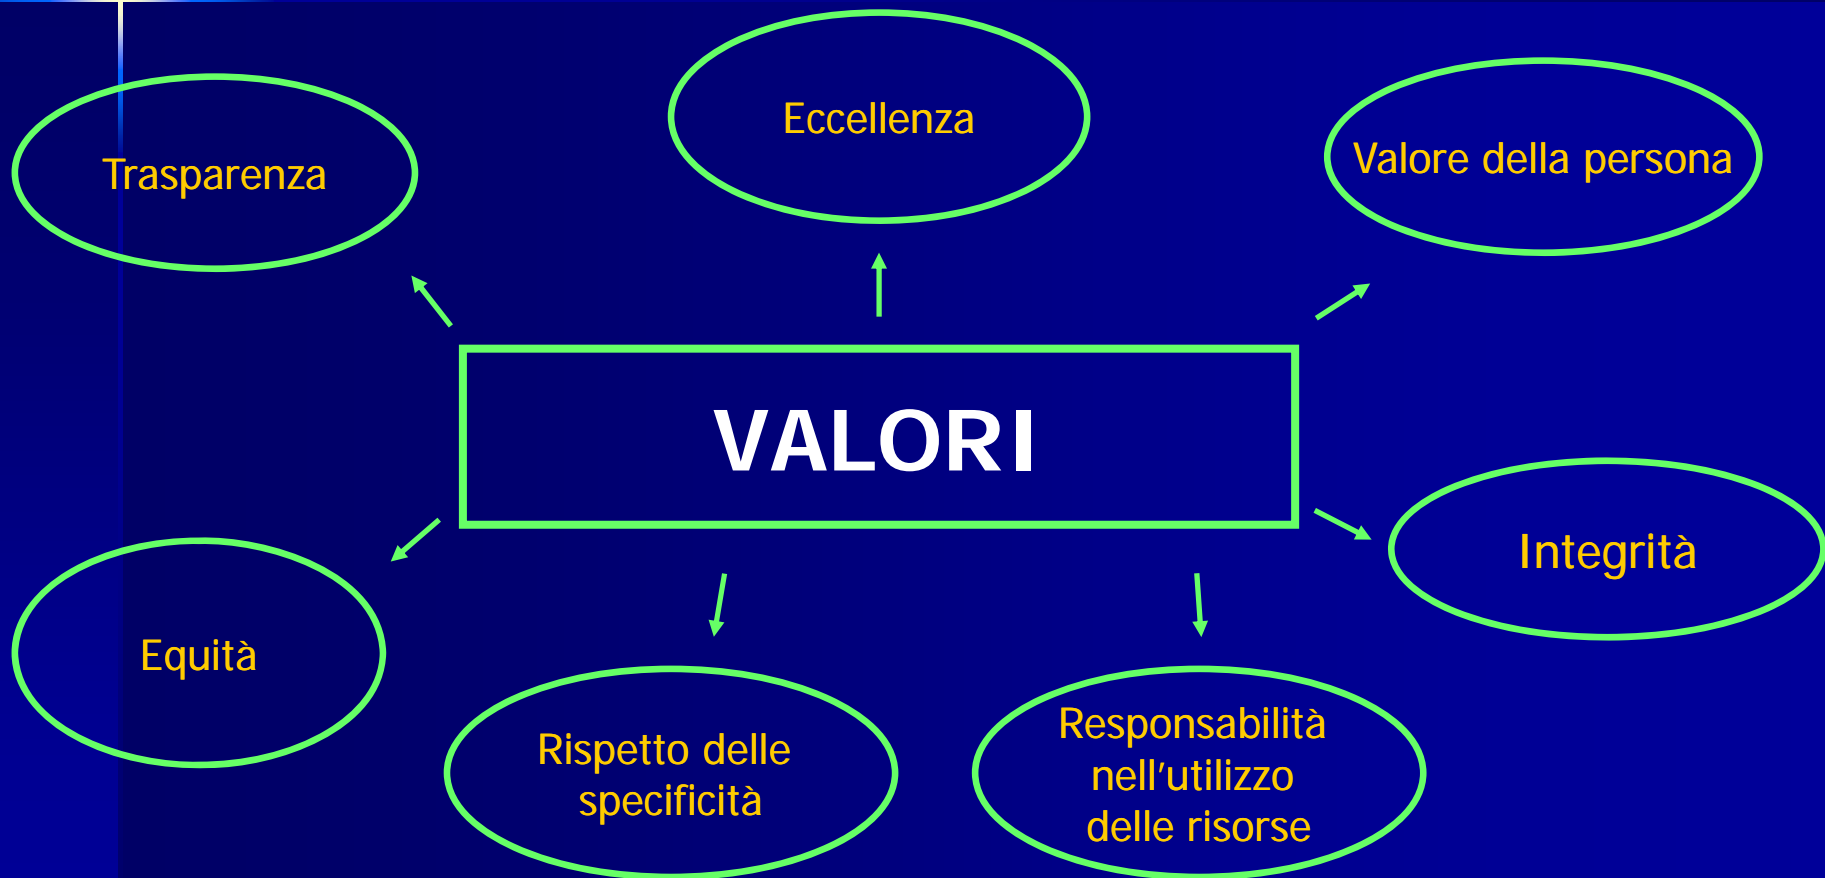 Eccellenza
Trasparenza
Valore della persona
VALORI
Integrità
Equità
Rispetto delle
specificità
Responsabilità
nell’utilizzo
delle risorse